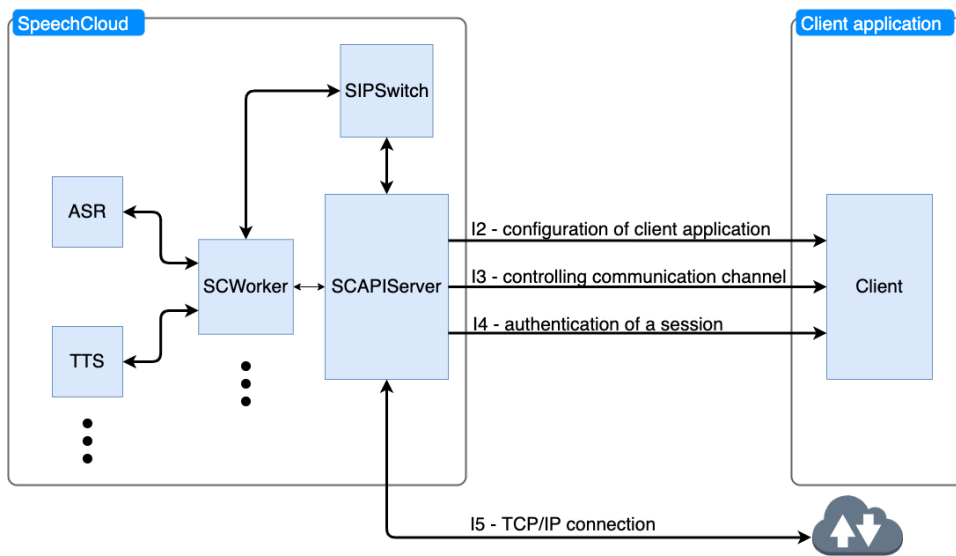 SpeechCloud
Client application
SIPSwitch
ASR
I2 - configuration of client application
SCWorker
SCAPIServer
I3 - controlling communication channel
Client
I4 - authentication of a session
TTS
I5 - TCP/IP connection